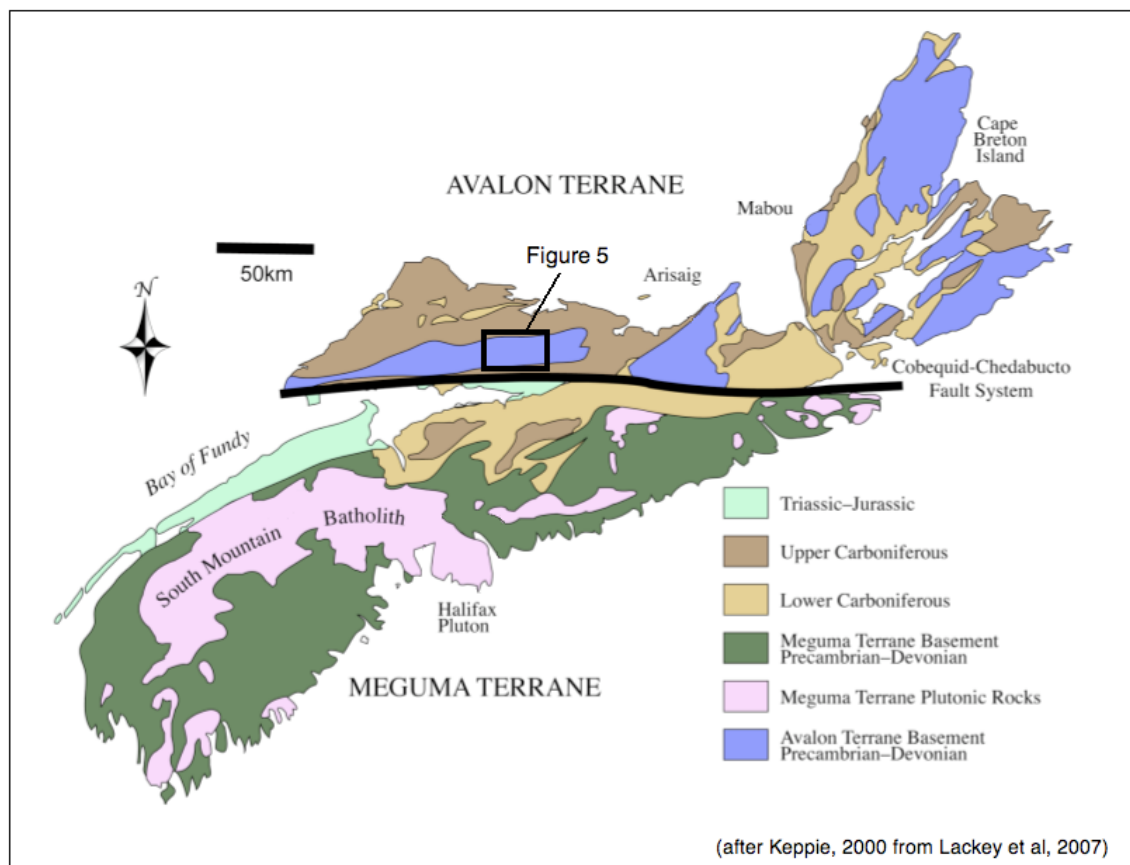 Cape
Breton
Island
AVALON TERRANE
Mabou
Figure 5
50km
Arisaig
N
Cobequid-Chedabucto
Fault System
Bay of Fundy
South Mountain
Batholith
Halifax
Pluton
MEGUMA TERRANE
Triassic–Jurassic
Upper Carboniferous
Lower Carboniferous
Meguma Terrane Basement
Precambrian–Devonian
Meguma Terrane Plutonic Rocks
Avalon Terrane Basement
Precambrian–Devonian
(after Keppie, 2000 from Lackey et al, 2007)